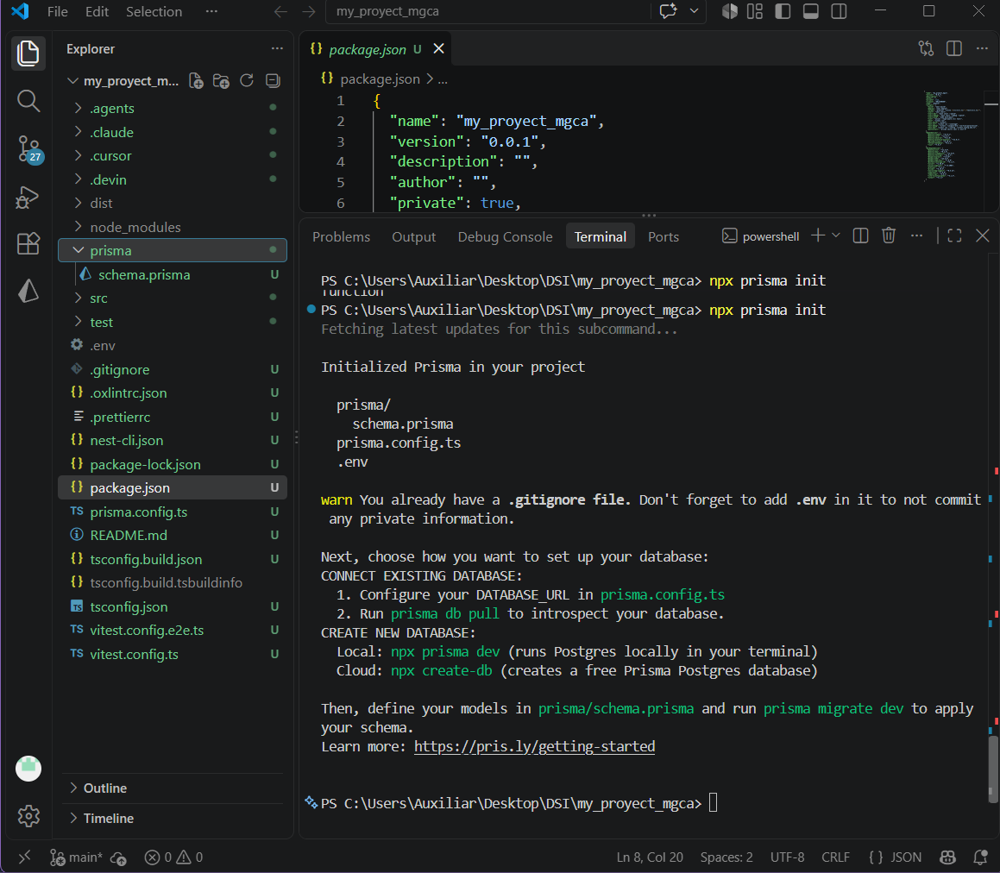 File Edit Selection ··· my_proyect_mgca
Explorer ···
my_proyect_m...
.agents
.claude
.cursor
.devin
dist
node_modules
prisma
schema.prisma U
src
test
.env
.gitignore U
.oxlintrc.json U
.prettierrc U
nest-cli.json U
package-lock.json U
package.json U
prisma.config.ts U
README.md U
tsconfig.build.json U
tsconfig.build.tsbuildinfo
tsconfig.json U
vitest.config.e2e.ts U
vitest.config.ts U
Outline
Timeline
27
{} package.json U
{} package.json > ...
1 {
2 "name": "my_proyect_mgca",
3 "version": "0.0.1",
4 "description": "",
5 "author": "",
6 "private": true,
Problems Output Debug Console Terminal Ports powershell
PS C:\Users\Auxiliar\Desktop\DSI\my_proyect_mgca> npx prisma init
function
PS C:\Users\Auxiliar\Desktop\DSI\my_proyect_mgca> npx prisma init
Fetching latest updates for this subcommand...
Initialized Prisma in your project
prisma/
schema.prisma
prisma.config.ts
.env
warn You already have a .gitignore file. Don't forget to add .env in it to not commit
any private information.
Next, choose how you want to set up your database:
CONNECT EXISTING DATABASE:
1. Configure your DATABASE_URL in prisma.config.ts
2. Run prisma db pull to introspect your database.
CREATE NEW DATABASE:
Local: npx prisma dev (runs Postgres locally in your terminal)
Cloud: npx create-db (creates a free Prisma Postgres database)
Then, define your models in prisma/schema.prisma and run prisma migrate dev to apply
your schema.
Learn more: https://pris.ly/getting-started
PS C:\Users\Auxiliar\Desktop\DSI\my_proyect_mgca>
main* 0 0 Ln 8, Col 20 Spaces: 2 UTF-8 CRLF {} JSON